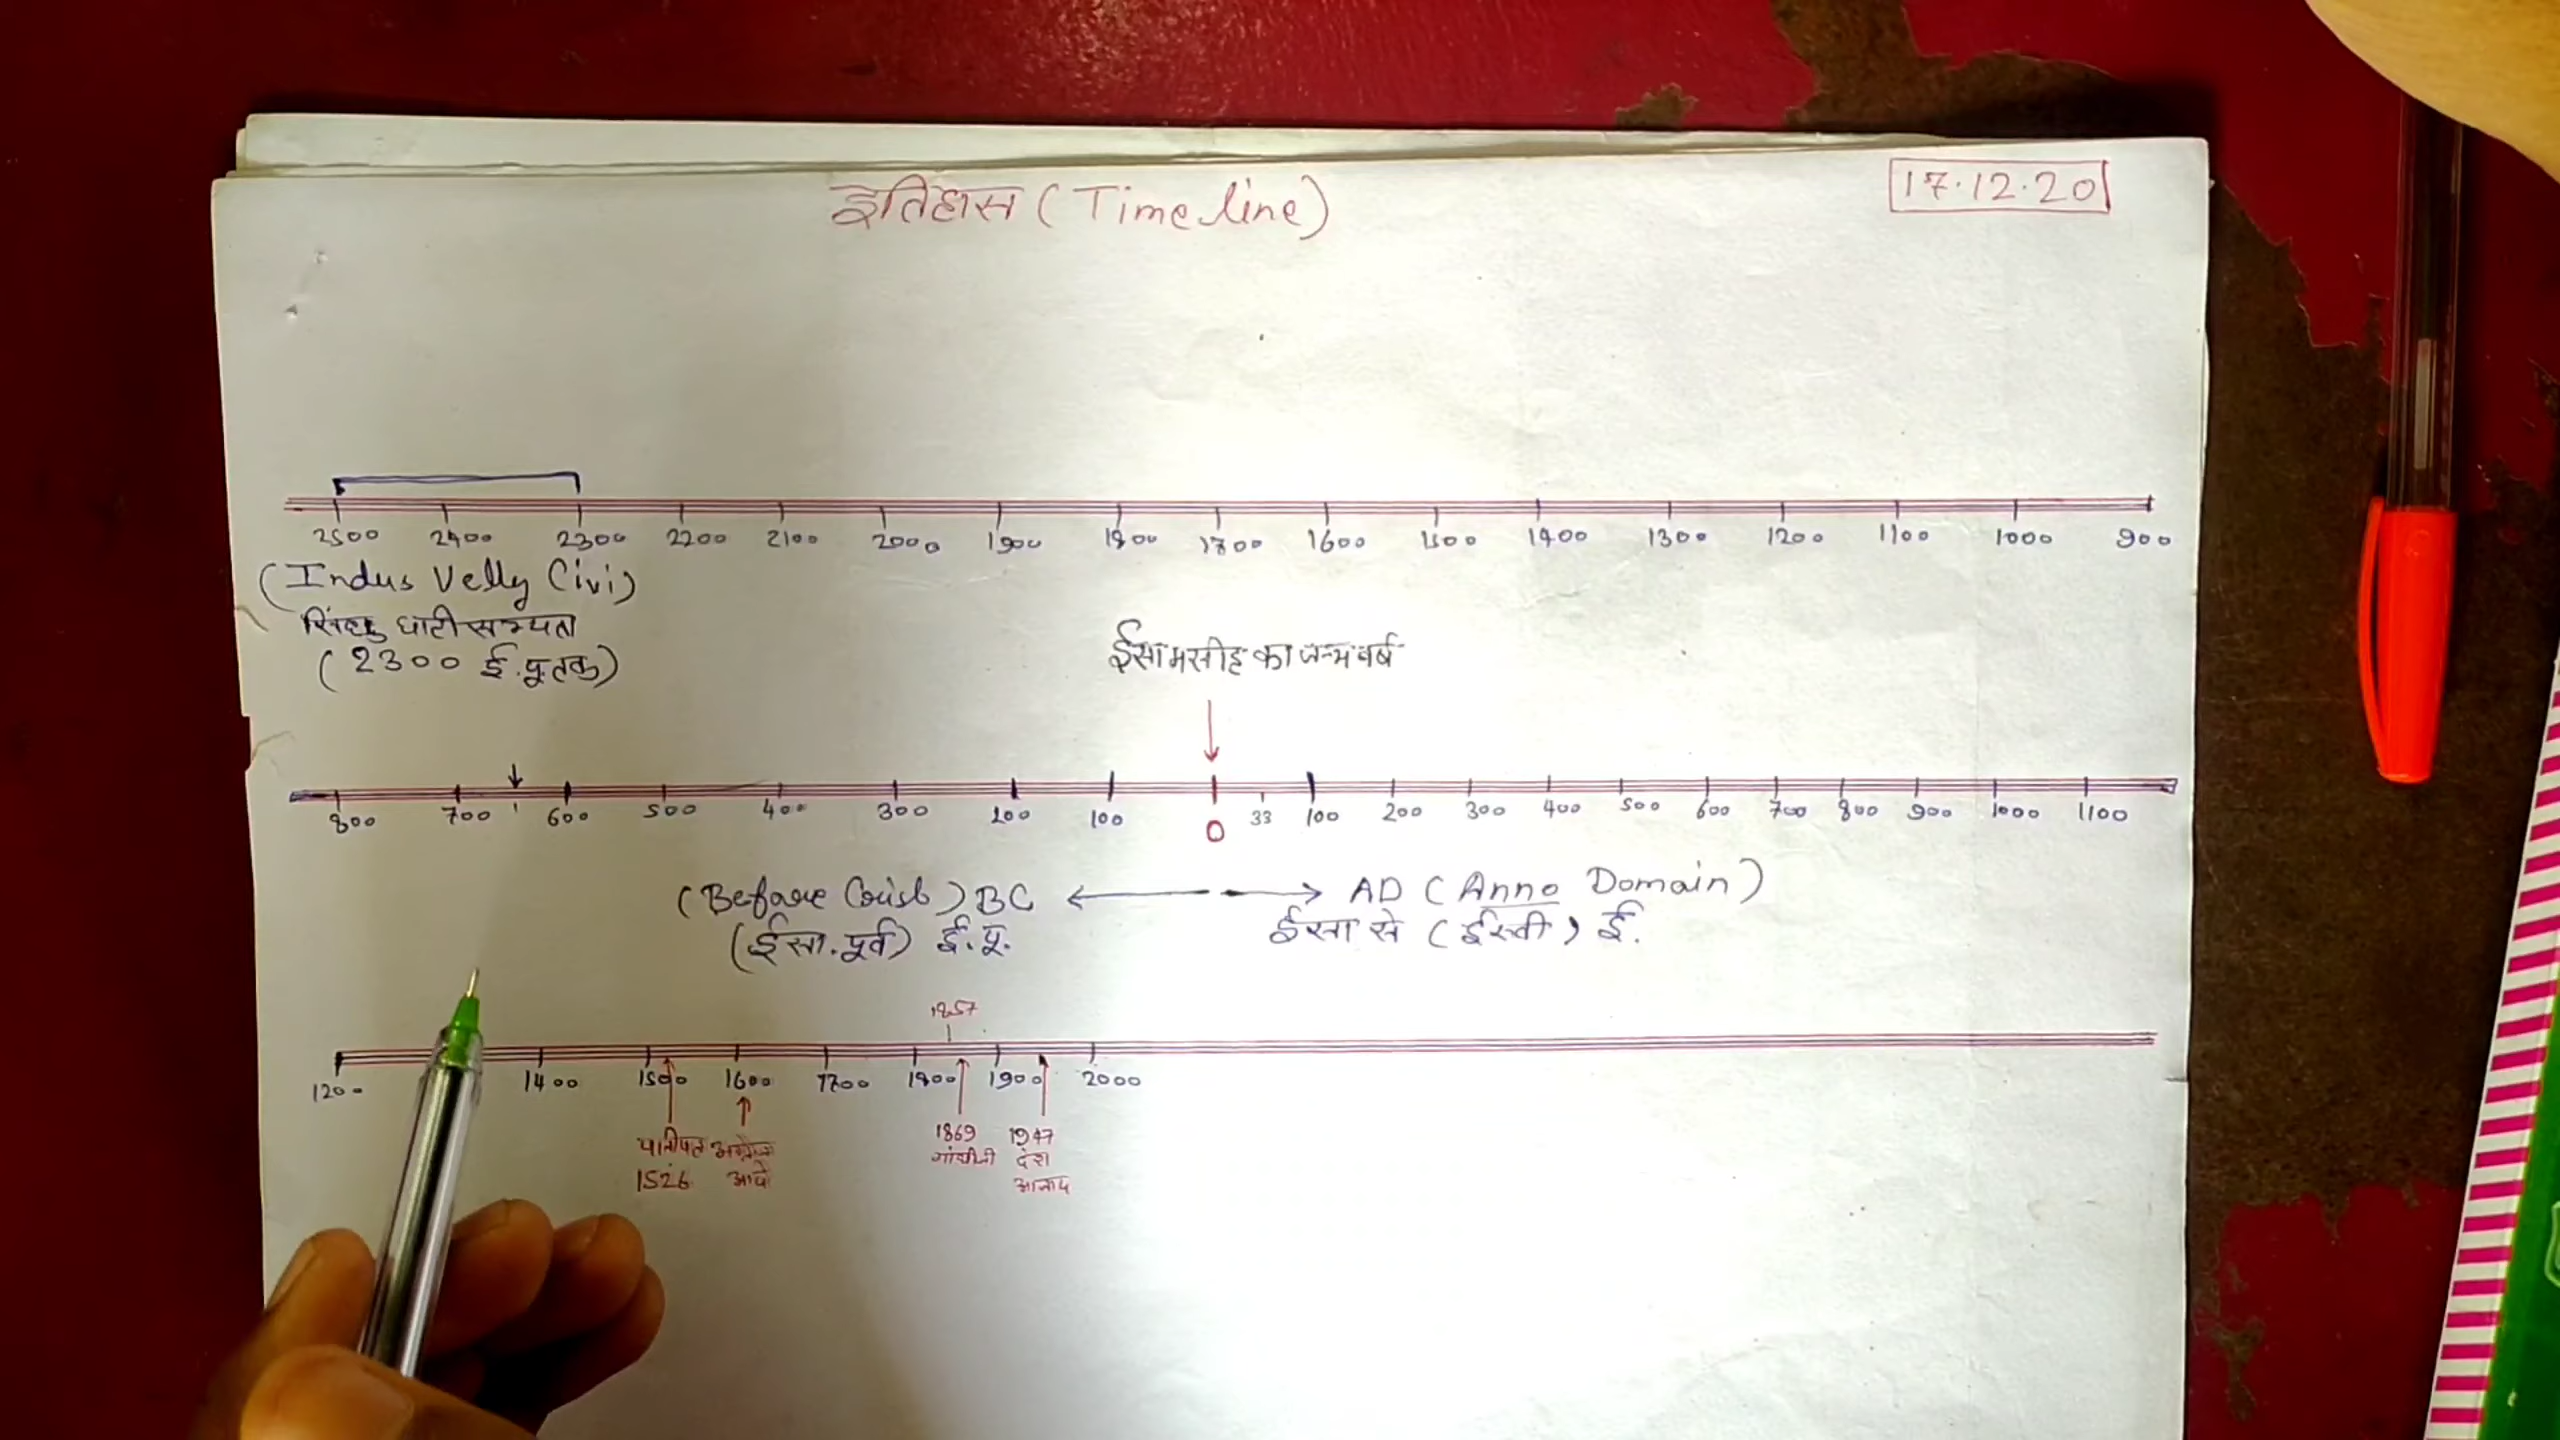 इतिहास (Time line)
17.12.20
2500 2400 2300 2200 2100 2000 1900 1800 1700 1600 1500 1400 1300 1200 1100 1000 900
(Indus Velly Civi)
सिंधु घाटी सभ्यता
(2300 ई.पू.तक)
ईसा मसीह का जन्म वर्ष
800 700 600 500 400 300 200 100 0 33 100 200 300 400 500 600 700 800 900 1000 1100
BC AD (Anno Domain)
(ईसा.पूर्व) ई.पू. ईसा से (ईस्वी) ई.
1857
1200 1400 1500 1600 1700 1800 1900 2000
पानीपत 1869 1947
1526 आये गांधीजी देश
आजाद